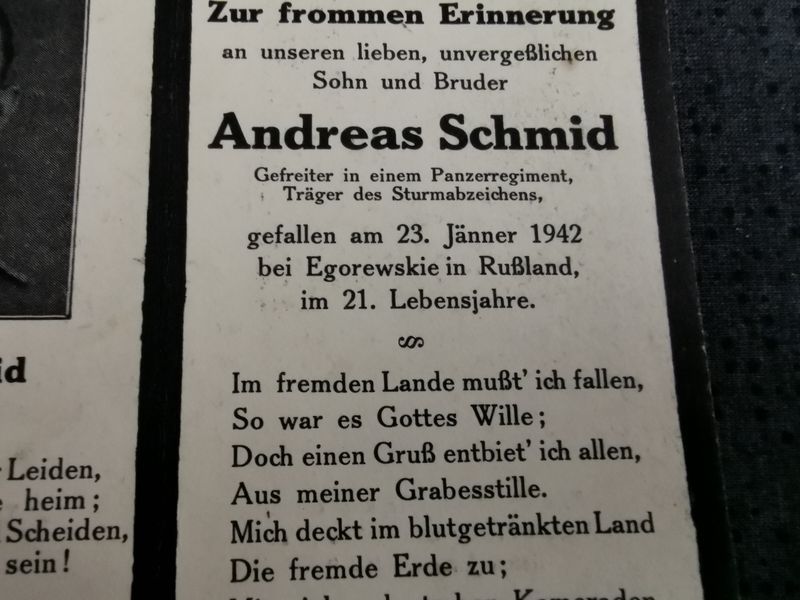 Zur frommen Erinnerung
an unseren lieben, unvergeßlichen
Sohn und Bruder
Andreas Schmid
Gefreiter in einem Panzerregiment,
Träger des Sturmabzeichens,
gefallen am 23. Jänner 1942
bei Egorewskie in Rußland,
im 21. Lebensjahre.
Im fremden Lande mußt' ich fallen,
So war es Gottes Wille;
Doch einen Gruß entbiet' ich allen,
Aus meiner Grabesstille.
Mich deckt im blutgetränkten Land
Die fremde Erde zu;
id
Leiden,
heim;
Scheiden,
sein!